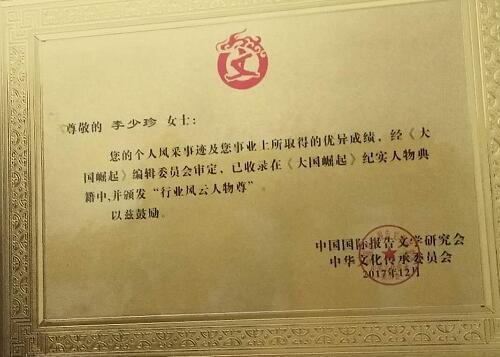 尊敬的 李少珍 女士：
您的个人风采事迹及您事业上所取得的优异成绩，经《大
国崛起》编辑委员会审定，已收录在《大国崛起》纪实人物典
籍中，并颁发“行业风云人物尊”。
以兹鼓励。
中国国际报告文学研究会
中华文化传承委员会
2017年12月